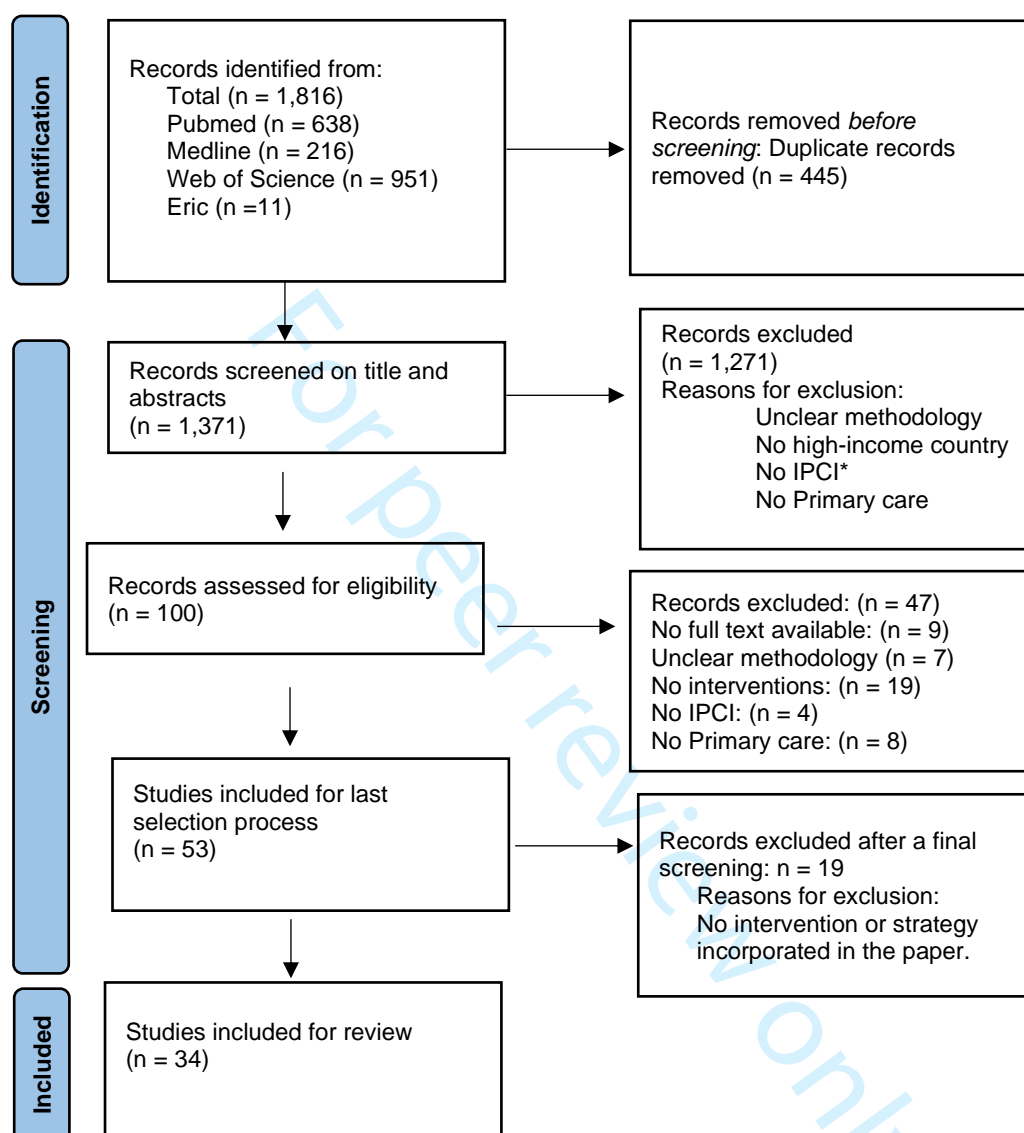 Identification
Records identified from:
Total (n = 1,816)
Pubmed (n = 638)
Medline (n = 216)
Web of Science (n = 951)
Eric (n =11)
Records removed before
screening: Duplicate records
removed (n = 445)
Screening
Records screened on title and
abstracts
(n = 1,371)
Records excluded
(n = 1,271)
Reasons for exclusion:
Unclear methodology
No high-income country
No IPCI*
No Primary care
Records assessed for eligibility
(n = 100)
Records excluded: (n = 47)
No full text available: (n = 9)
Unclear methodology (n = 7)
No interventions: (n = 19)
No IPCI: (n = 4)
No Primary care: (n = 8)
Studies included for last
selection process
(n = 53)
Records excluded after a final
screening: n = 19
Reasons for exclusion:
No intervention or strategy
incorporated in the paper.
Included
Studies included for review
(n = 34)
For peer review onl